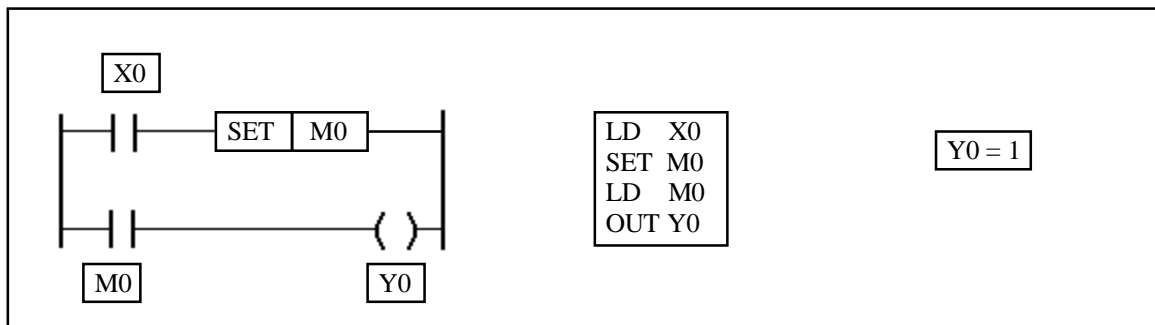 X0
SET M0
M0
Y0
LD X0
SET M0
LD M0
OUT Y0
Y0 = 1